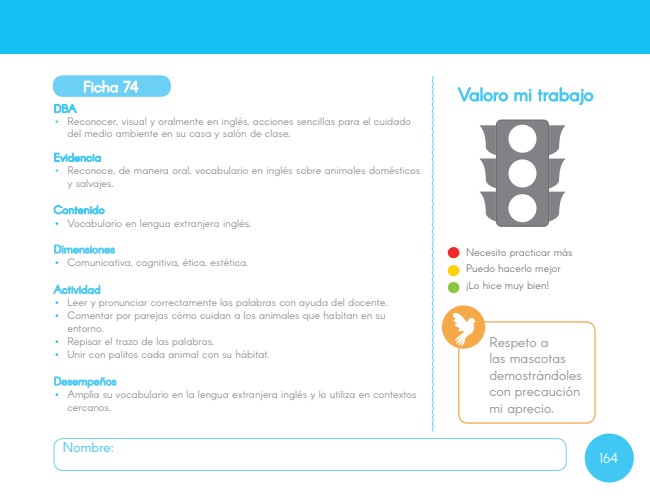 Ficha 74
DBA
• Reconocer, visual y oralmente en inglés, acciones sencillas para el cuidado
del medio ambiente en su casa y salón de clase.
Evidencia
• Reconoce, de manera oral, vocabulario en inglés sobre animales domésticos
y salvajes.
Contenido
• Vocabulario en lengua extranjera inglés.
Dimensiones
• Comunicativa, cognitiva, ética, estética.
Actividad
• Leer y pronunciar correctamente las palabras con ayuda del docente.
• Comentar por parejas cómo cuidan a los animales que habitan en su
entorno.
• Repisar el trazo de las palabras.
• Unir con palitos cada animal con su hábitat.
Desempeños
• Amplia su vocabulario en la lengua extranjera inglés y lo utiliza en contextos
cercanos.
Nombre:
Valoro mi trabajo
Necesito practicar más
Puedo hacerlo mejor
¡Lo hice muy bien!
Respeto a
las mascotas
demostrándoles
con precaución
mi aprecio.
164